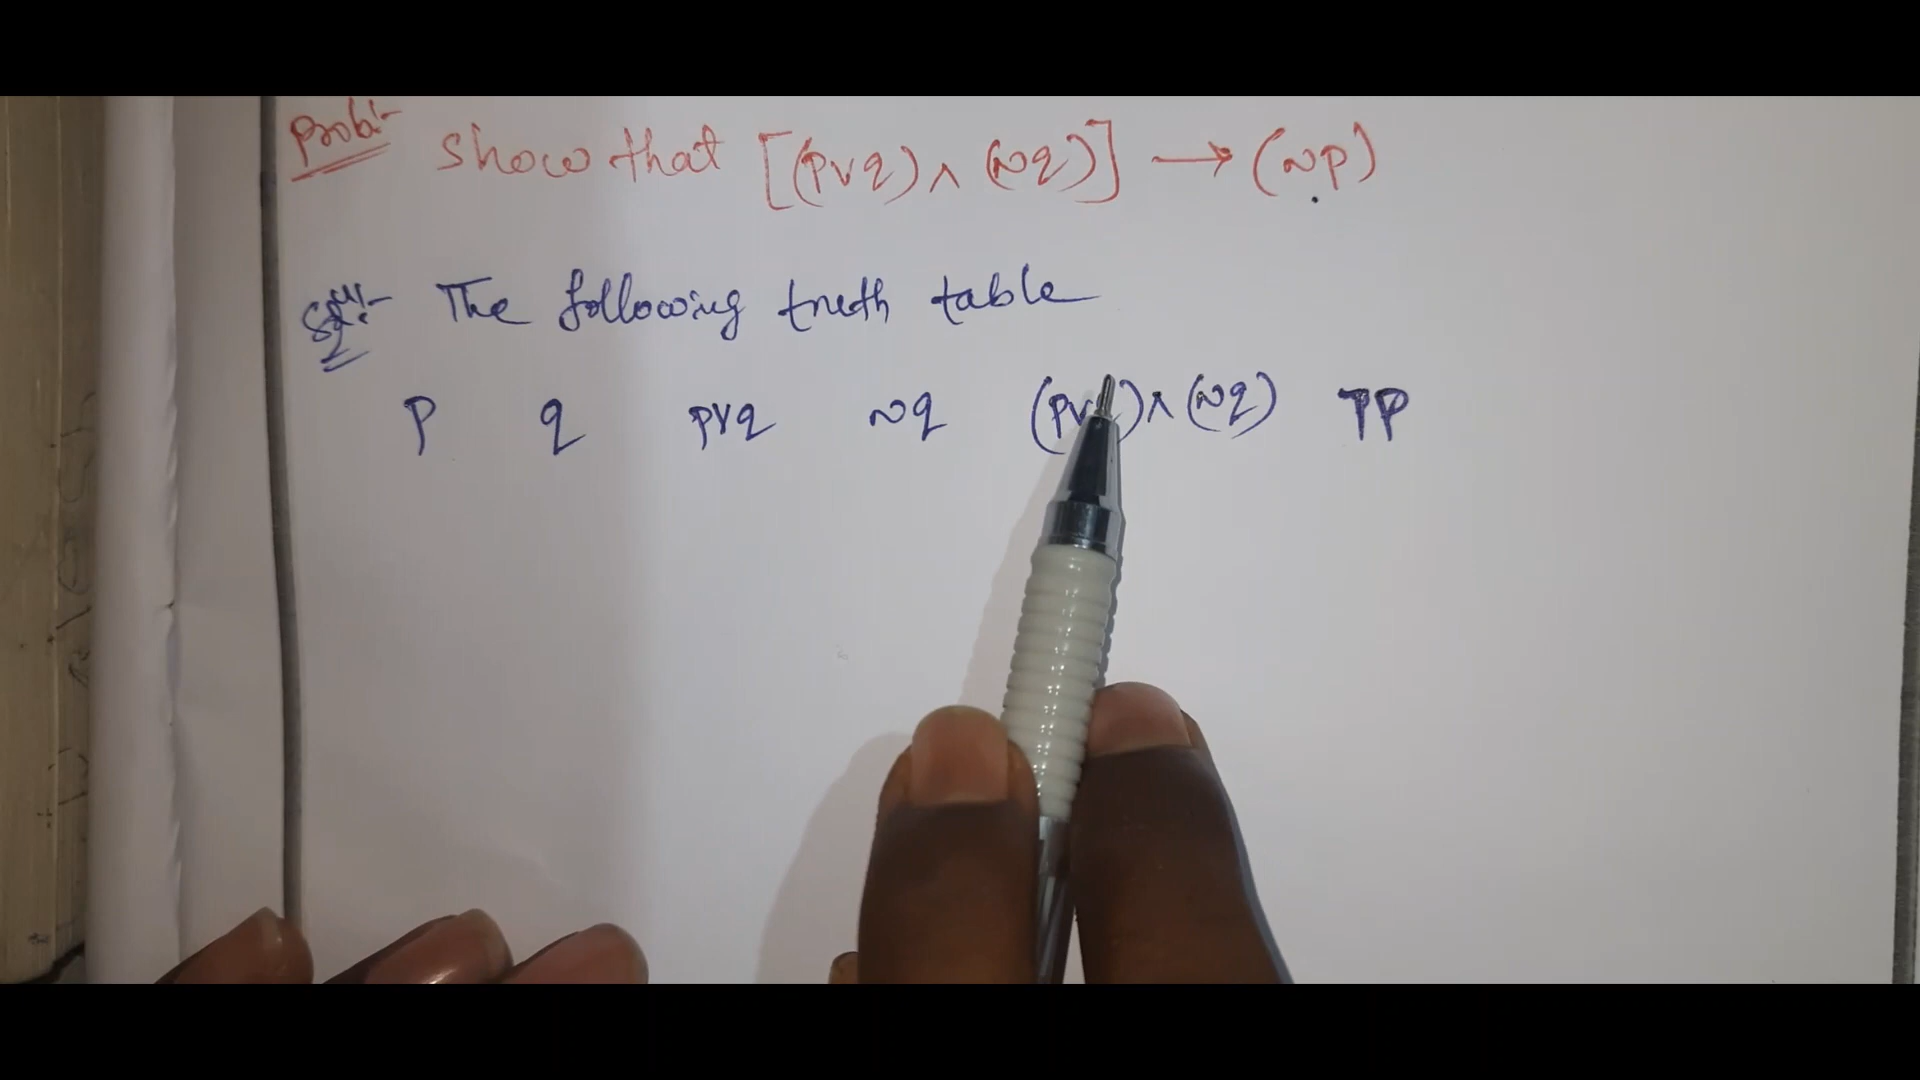 Prob:- show that [(p∨q)∧(~q)] → (~p)
Sol:- The following truth table
p q p∨q ~q (p∨q)∧(~q) ¬p